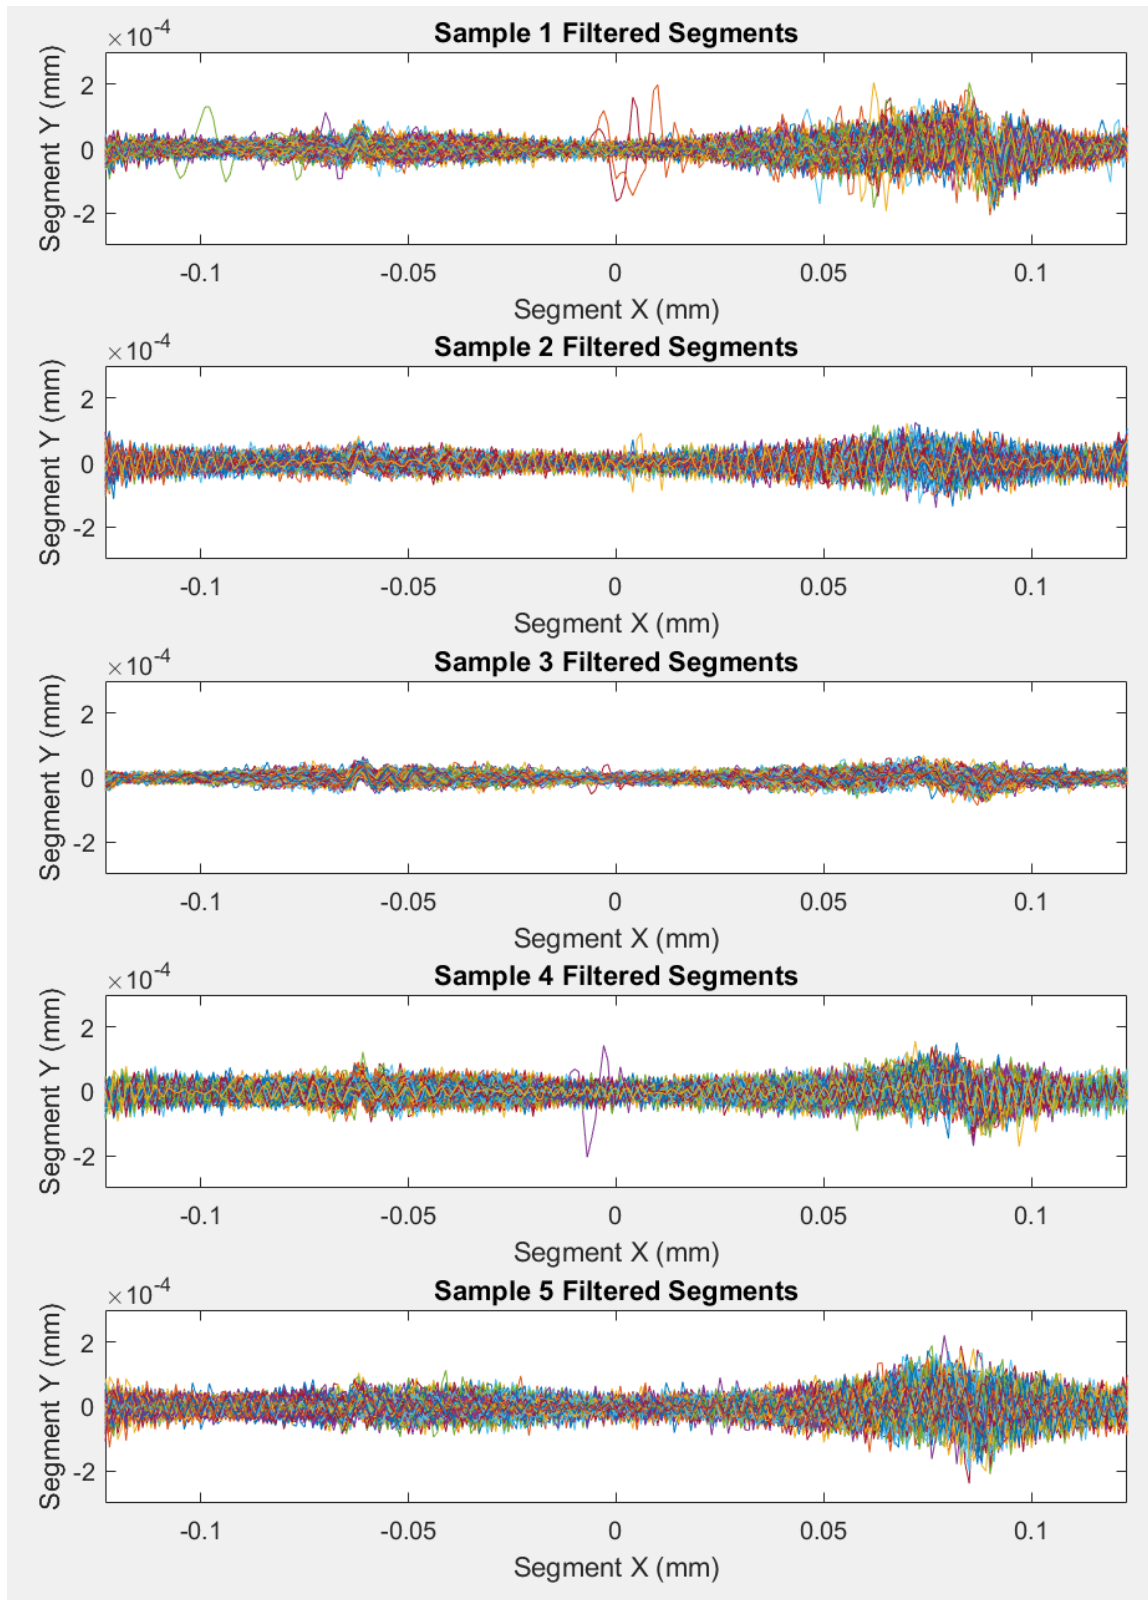 ×10-4
Sample 1 Filtered Segments
Segment Y (mm)
2
0
-2
-0.1 -0.05 0 0.05 0.1
Segment X (mm)
×10-4
Sample 2 Filtered Segments
Segment Y (mm)
2
0
-2
-0.1 -0.05 0 0.05 0.1
Segment X (mm)
×10-4
Sample 3 Filtered Segments
Segment Y (mm)
2
0
-2
-0.1 -0.05 0 0.05 0.1
Segment X (mm)
×10-4
Sample 4 Filtered Segments
Segment Y (mm)
2
0
-2
-0.1 -0.05 0 0.05 0.1
Segment X (mm)
×10-4
Sample 5 Filtered Segments
Segment Y (mm)
2
0
-2
-0.1 -0.05 0 0.05 0.1
Segment X (mm)